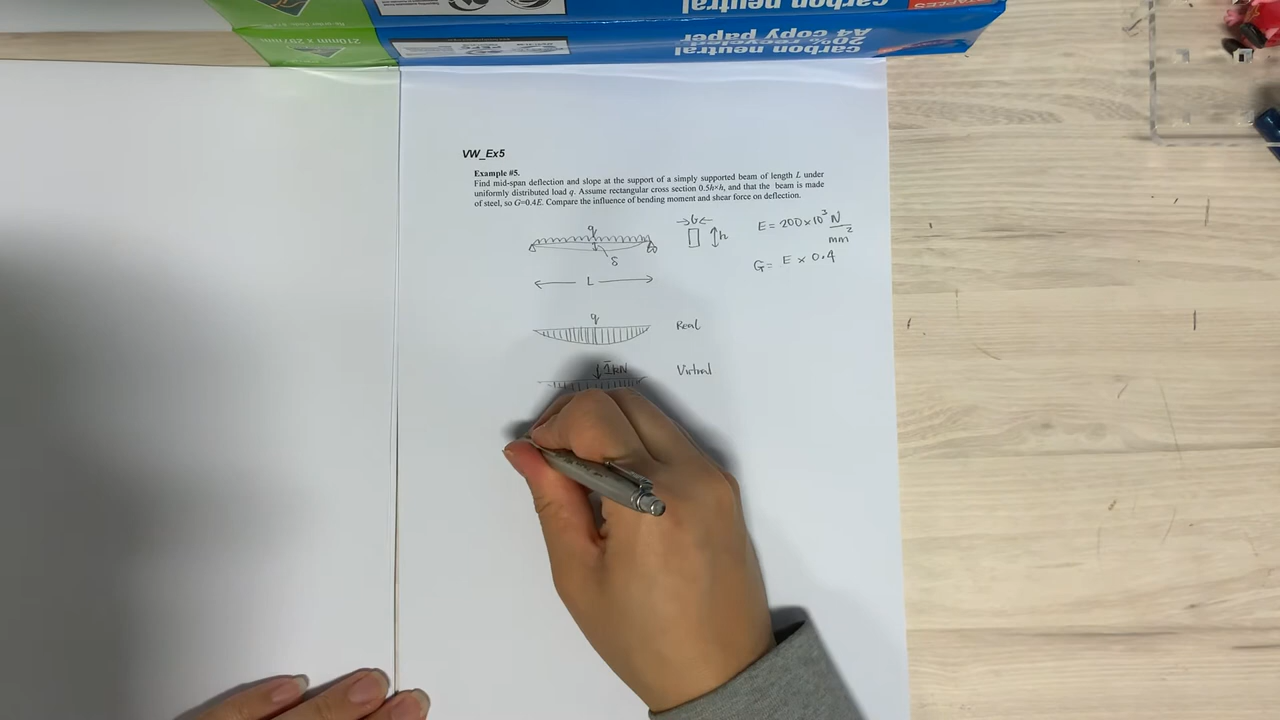 carbon neutral
20% recycled
A4 copy paper
carbon neutral
210mm x 297mm
VW_Ex5
Example #5.
Find mid-span deflection and slope at the support of a simply supported beam of length L under
uniformly distributed load q. Assume rectangular cross section 0.5h×h, and that the beam is made
of steel, so G=0.4E. Compare the influence of bending moment and shear force on deflection.
q
δ
L
b
h
E = 200×10³ N/mm²
G = E × 0.4
q
Real
1kN
Virtual